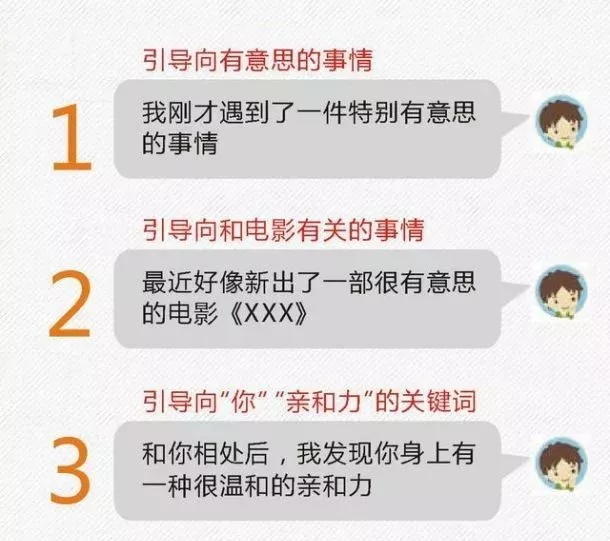 引导向有意思的事情
1
我刚才遇到了一件特别有意思
的事情
引导向和电影有关的事情
2
最近好像新出了一部很有意思
的电影《XXX》
引导向“你”“亲和力”的关键词
3
和你相处后，我发现你身上有
一种很温和的亲和力